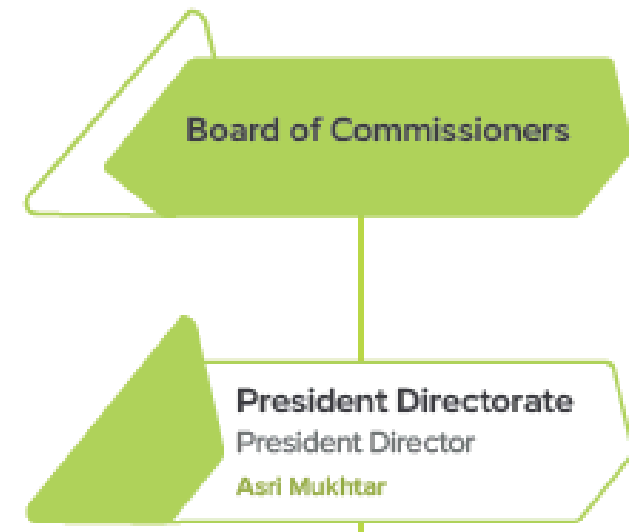 Board of Commissioners
President Directorate
President Director
Asri Mukhtar